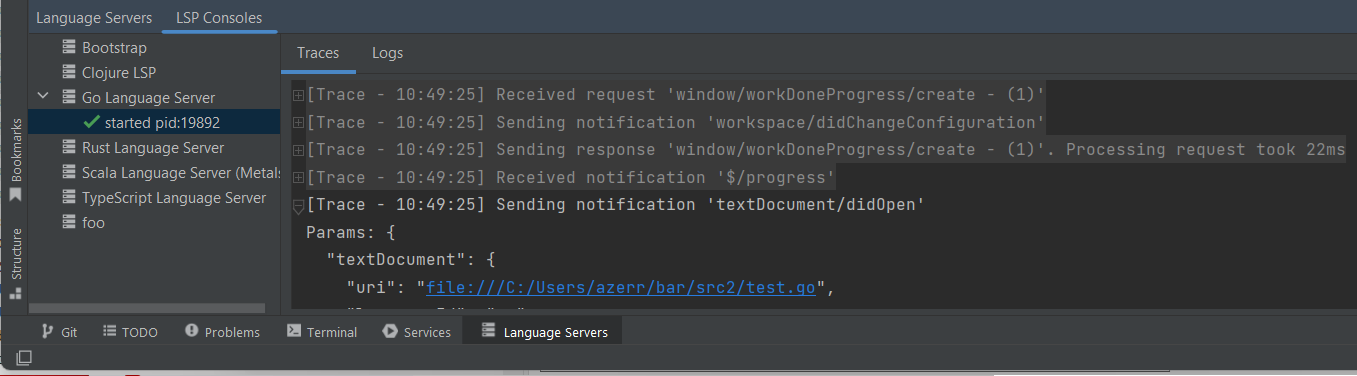 Language Servers LSP Consoles
Bootstrap
Clojure LSP
Go Language Server
started pid:19892
Rust Language Server
Scala Language Server (Metals
TypeScript Language Server
foo
Traces Logs
[Trace - 10:49:25] Received request 'window/workDoneProgress/create - (1)'
[Trace - 10:49:25] Sending notification 'workspace/didChangeConfiguration'
[Trace - 10:49:25] Sending response 'window/workDoneProgress/create - (1)'. Processing request took 22ms
[Trace - 10:49:25] Received notification '$/progress'
[Trace - 10:49:25] Sending notification 'textDocument/didOpen'
Params: {
"textDocument": {
"uri": "file:///C:/Users/azerr/bar/src2/test.go",
Bookmarks
Structure
Git TODO Problems Terminal Services Language Servers